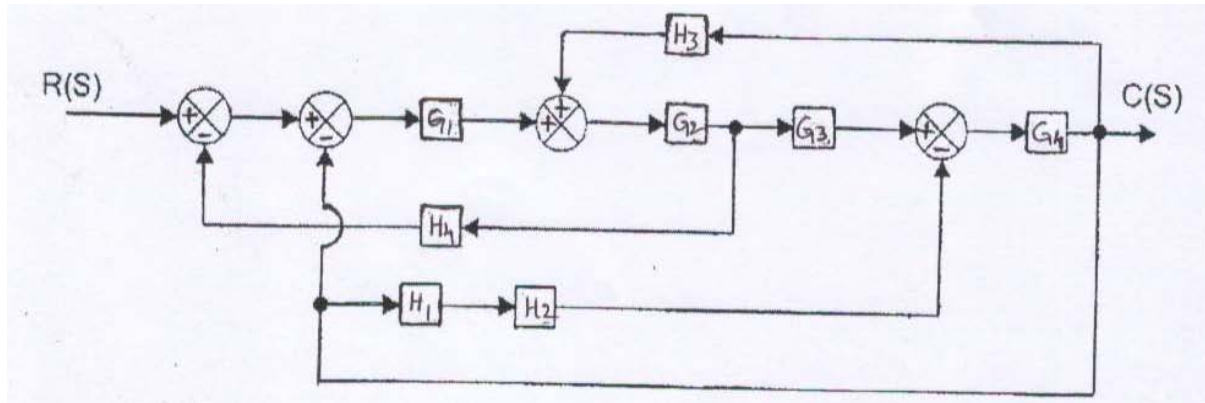 H3
R(S)
C(S)
+ + + + + +
G1 G2 G3 G4
- - -
H4
H1 H2